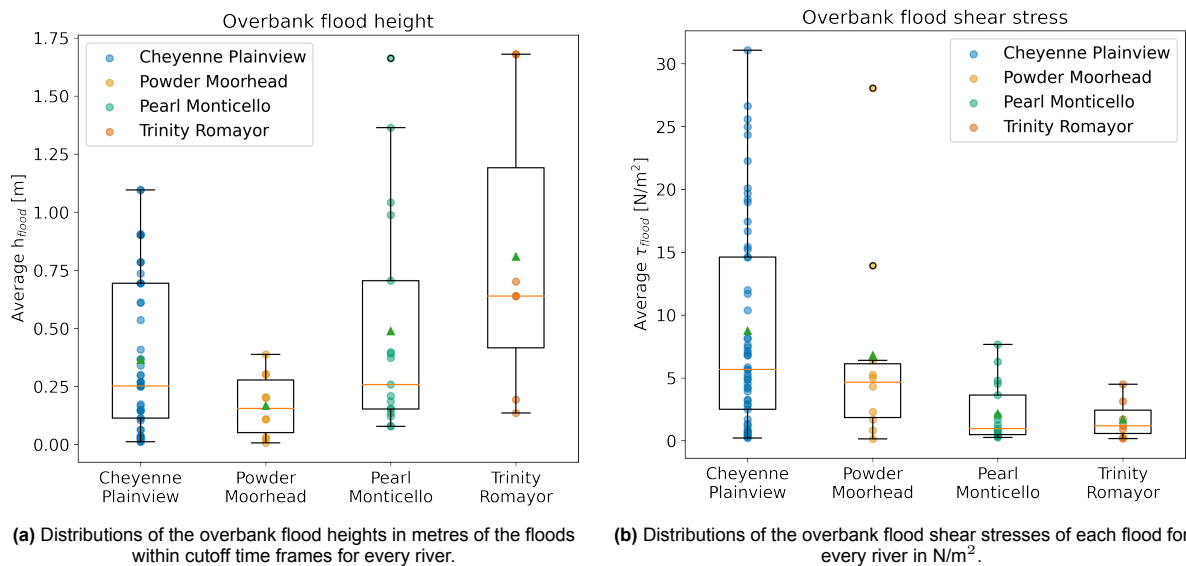 Overbank flood height
Average h_flood [m]
1.75
1.50
1.25
1.00
0.75
0.50
0.25
0.00
Cheyenne Plainview
Powder Moorhead
Pearl Monticello
Trinity Romayor
Cheyenne
Plainview
Powder
Moorhead
Pearl
Monticello
Trinity
Romayor
(a) Distributions of the overbank flood heights in metres of the floods
within cutoff time frames for every river.
Overbank flood shear stress
Average τ_flood [N/m²]
30
25
20
15
10
5
0
Cheyenne Plainview
Powder Moorhead
Pearl Monticello
Trinity Romayor
Cheyenne
Plainview
Powder
Moorhead
Pearl
Monticello
Trinity
Romayor
(b) Distributions of the overbank flood shear stresses of each flood for
every river in N/m².